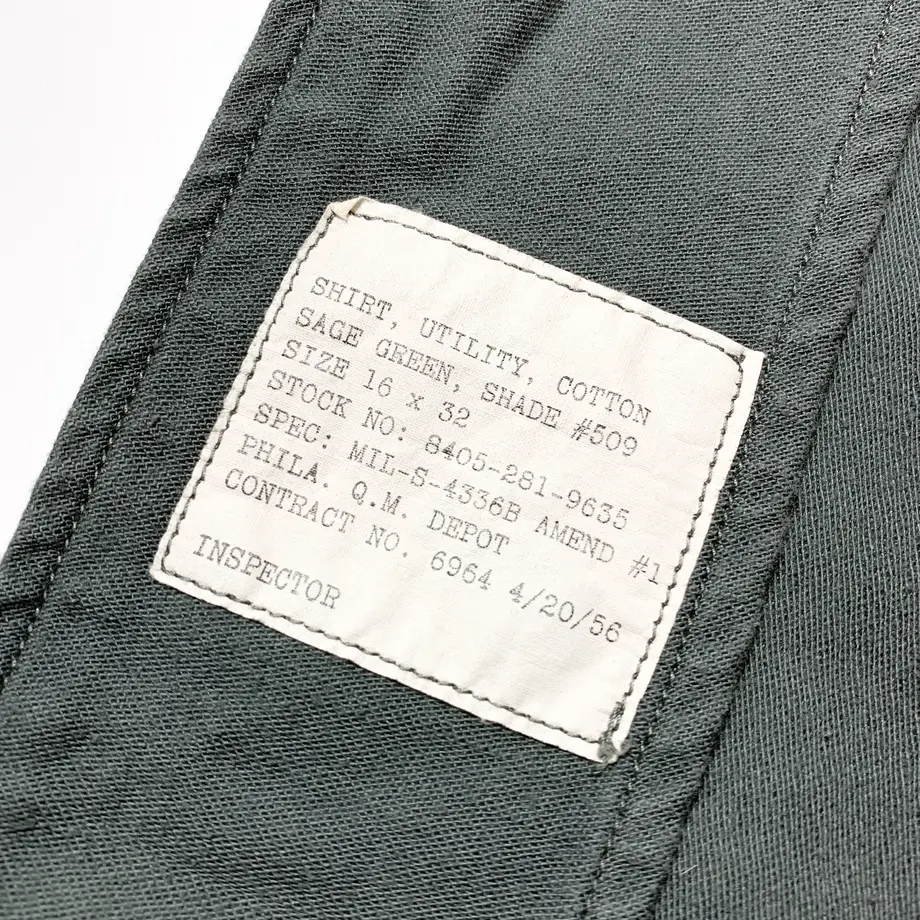 SHIRT, UTILITY, COTTON
SAGE GREEN, SHADE #509
SIZE 16 x 32
STOCK NO: 8405-281-9635
SPEC: MIL-S-4336B AMEND #1
PHILA. Q.M. DEPOT
CONTRACT NO. 6964 4/20/56
INSPECTOR